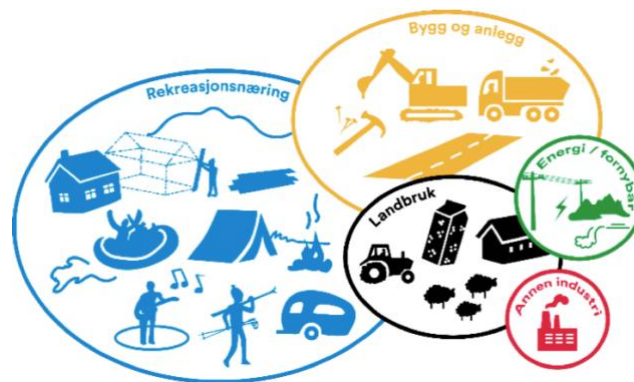 Rekreasjonsnæring
Bygg og anlegg
Landbruk
Energi / fornybar
Annen industri